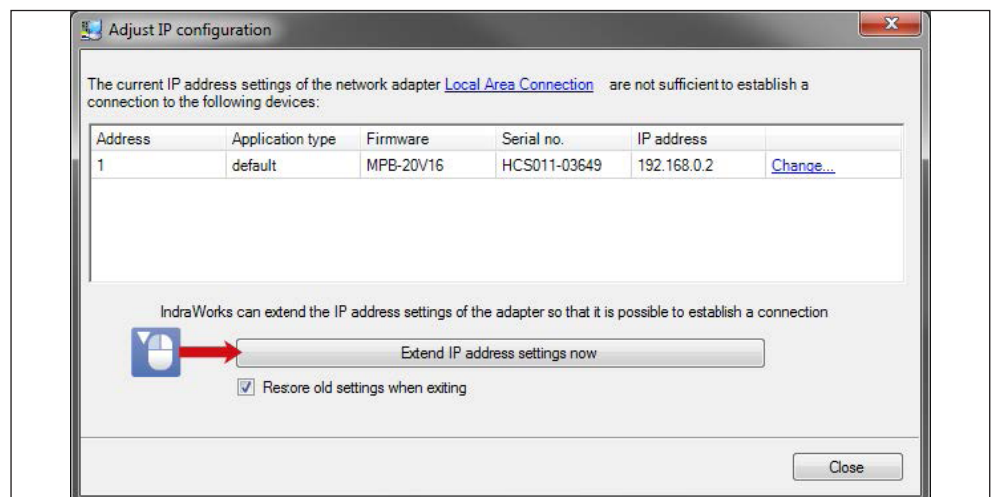 Adjust IP configuration
The current IP address settings of the network adapter Local Area Connection are not sufficient to establish a
connection to the following devices:
Address Application type Firmware Serial no. IP address
1 default MPB-20V16 HCS011-03649 192.168.0.2 Change...
IndraWorks can extend the IP address settings of the adapter so that it is possible to establish a connection
Extend IP address settings now
Restore old settings when exiting
Close